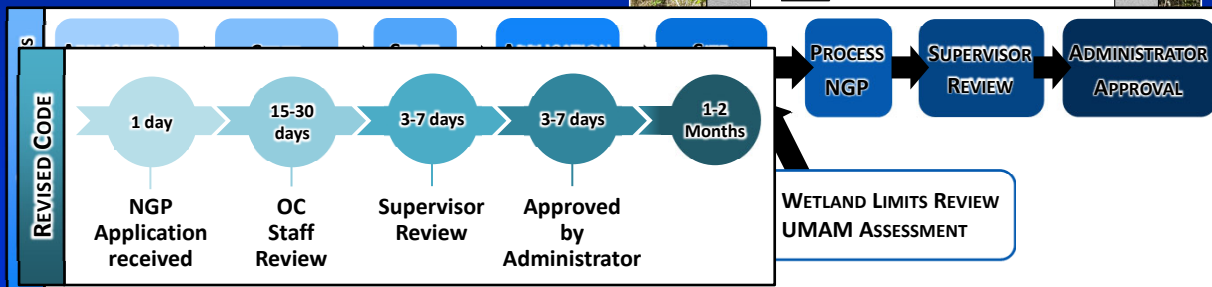 PROCESS
NGP
SUPERVISOR
REVIEW
ADMINISTRATOR
APPROVAL
REVISED CODE
1 day
15-30
days
3-7 days
3-7 days
1-2
Months
NGP
Application
received
OC
Staff
Review
Supervisor
Review
Approved
by
Administrator
WETLAND LIMITS REVIEW
UMAM ASSESSMENT